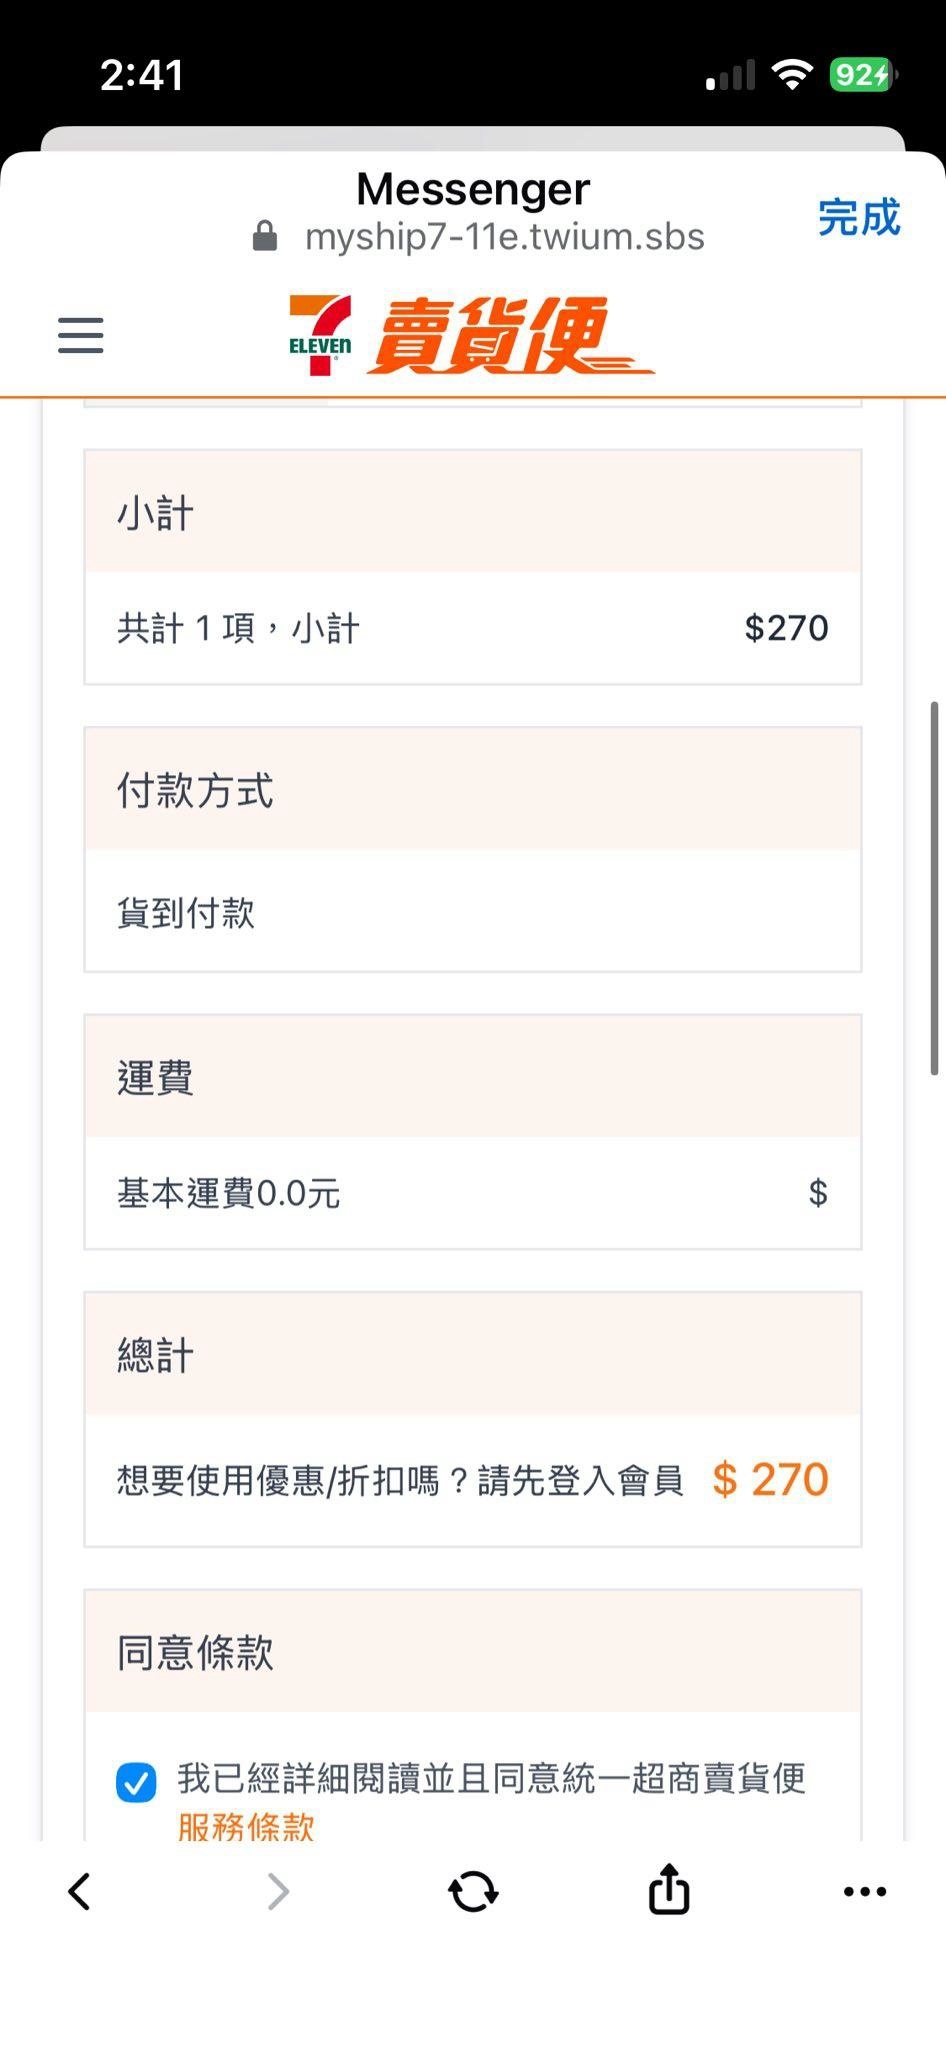 2:41
92
Messenger
myship7-11e.twium.sbs
完成
ELEVEN
賣貨便
小計
共計 1 項，小計 $270
付款方式
貨到付款
運費
基本運費0.0元 $
總計
想要使用優惠/折扣嗎？請先登入會員 $ 270
同意條款
我已經詳細閱讀並且同意統一超商賣貨便
服務條款